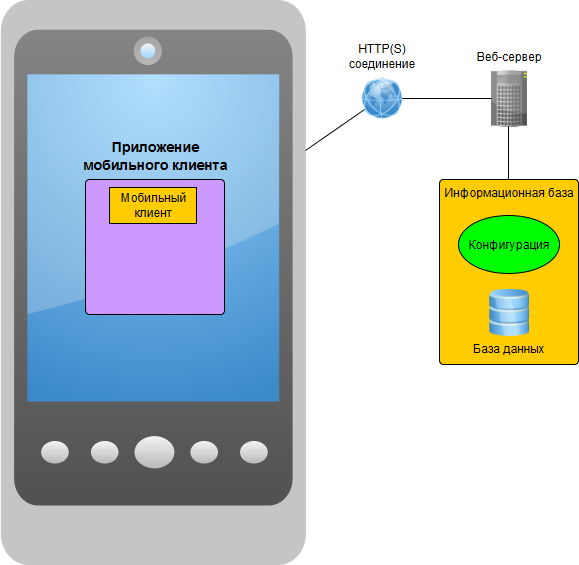 HTTP(S)
соединение
Веб-сервер
Приложение
мобильного клиента
Мобильный
клиент
Информационная база
Конфигурация
База данных